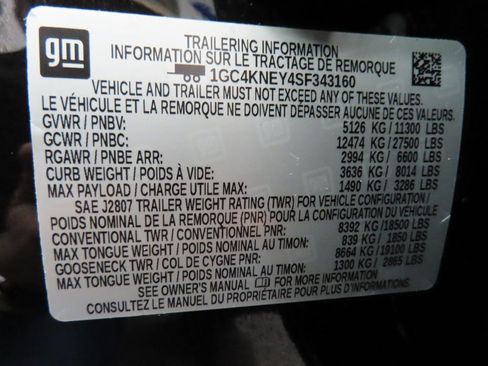 gm
TRAILERING INFORMATION
INFORMATION SUR LE TRACTAGE DE REMORQUE
1GC4KNEY4SF343160
VEHICLE AND TRAILER MUST NOT EXCEED ANY OF THESE VALUES.
LE VÉHICULE ET LA REMORQUE NE DOIVENT DÉPASSER AUCUNE DE CES VALEURS.
GVWR / PNBV: 5126 KG / 11300 LBS
GCWR / PNBC: 12474 KG / 27500 LBS
RGAWR / PNBE ARR: 2994 KG / 6600 LBS
CURB WEIGHT / POIDS À VIDE: 3636 KG / 8014 LBS
MAX PAYLOAD / CHARGE UTILE MAX: 1490 KG / 3286 LBS
SAE J2807 TRAILER WEIGHT RATING (TWR) FOR VEHICLE CONFIGURATION /
POIDS NOMINAL DE LA REMORQUE (PNR) POUR LA CONFIGURATION DU VÉHICULE
CONVENTIONAL TWR / CONVENTIONNEL PNR: 8392 KG / 18500 LBS
MAX TONGUE WEIGHT / POIDS NOMINAL AU TIMON: 839 KG / 1850 LBS
GOOSENECK TWR / COL DE CYGNE PNR: 8664 KG / 19100 LBS
MAX TONGUE WEIGHT / POIDS NOMINAL AU TIMON: 1300 KG / 2865 LBS
SEE OWNER'S MANUAL FOR MORE INFORMATION /
CONSULTEZ LE MANUEL DU PROPRIÉTAIRE POUR PLUS D'INFORMATION.